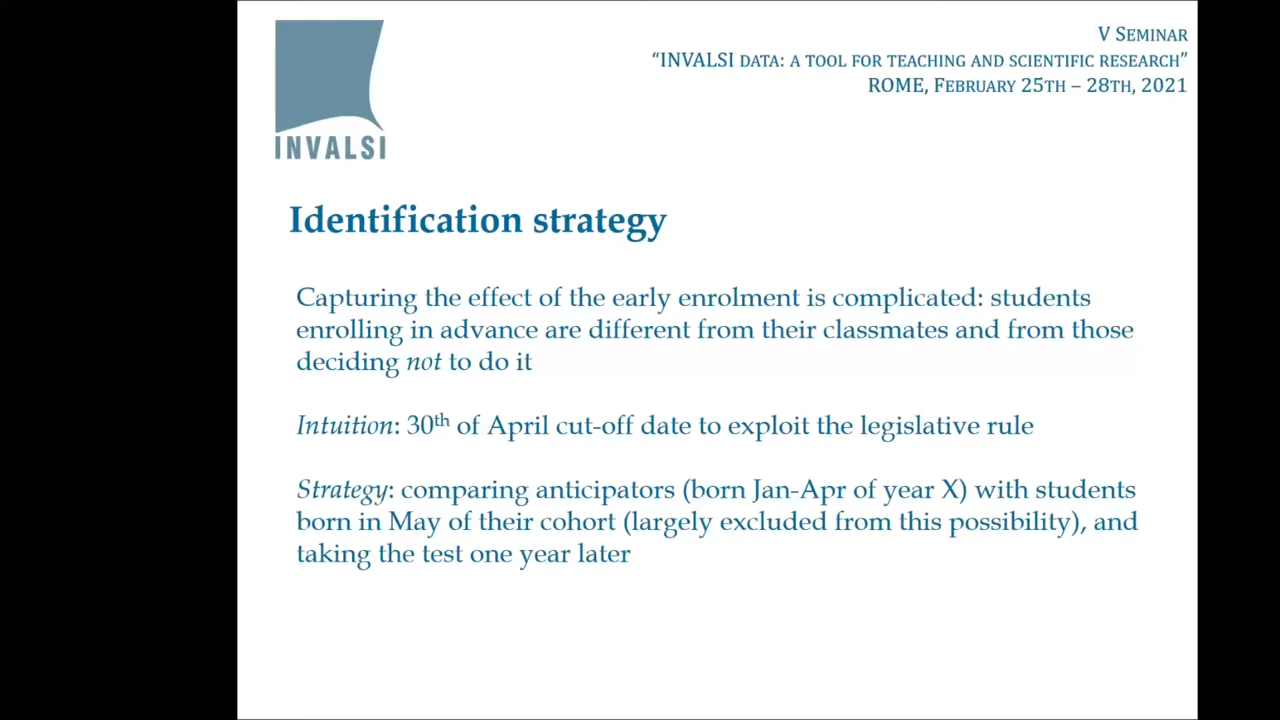 INVALSI
V SEMINAR
“INVALSI DATA: A TOOL FOR TEACHING AND SCIENTIFIC RESEARCH”
ROME, FEBRUARY 25TH – 28TH, 2021
Identification strategy
Capturing the effect of the early enrolment is complicated: students
enrolling in advance are different from their classmates and from those
deciding not to do it
Intuition: 30th of April cut-off date to exploit the legislative rule
Strategy: comparing anticipators (born Jan-Apr of year X) with students
born in May of their cohort (largely excluded from this possibility), and
taking the test one year later